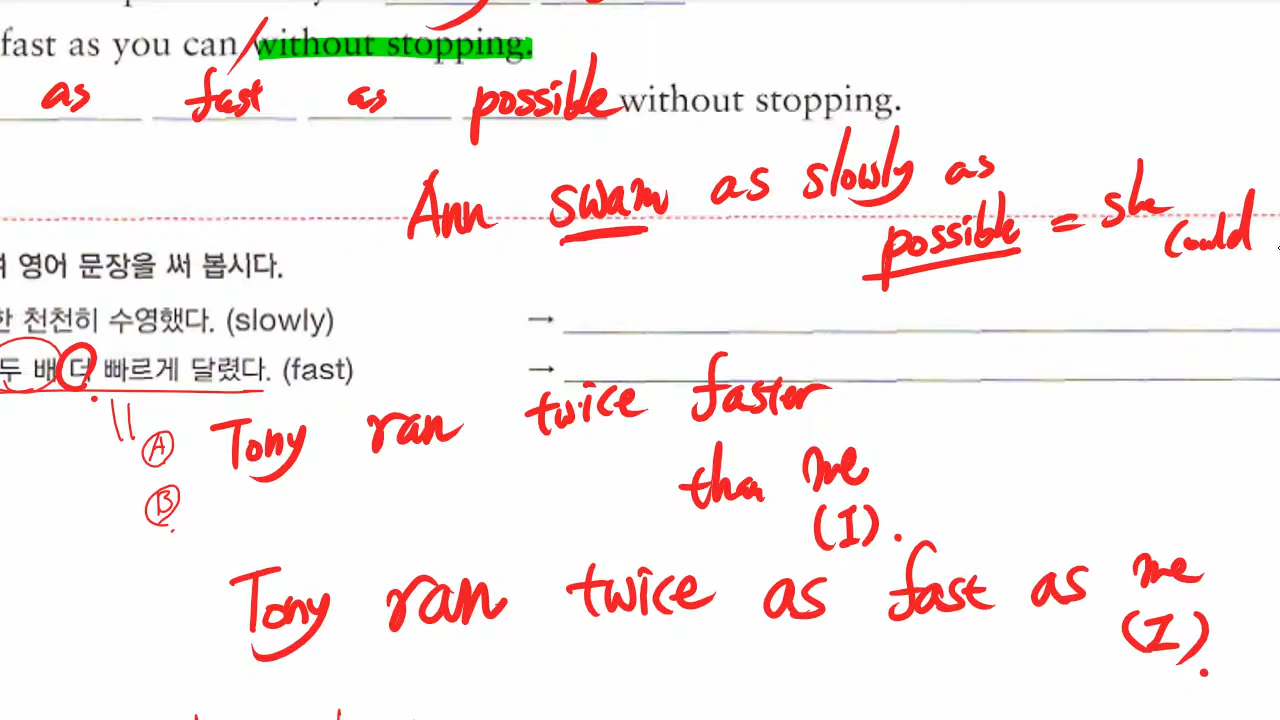 fast as you can without stopping.
as fast as possible without stopping.
Ann swam as slowly as
possible = she could
영어 문장을 써 봅시다.
한 천천히 수영했다. (slowly) →
두 배 더 빠르게 달렸다. (fast) →
Tony ran twice faster
A
than me
B
(I).
Tony ran twice as fast as me
(I).